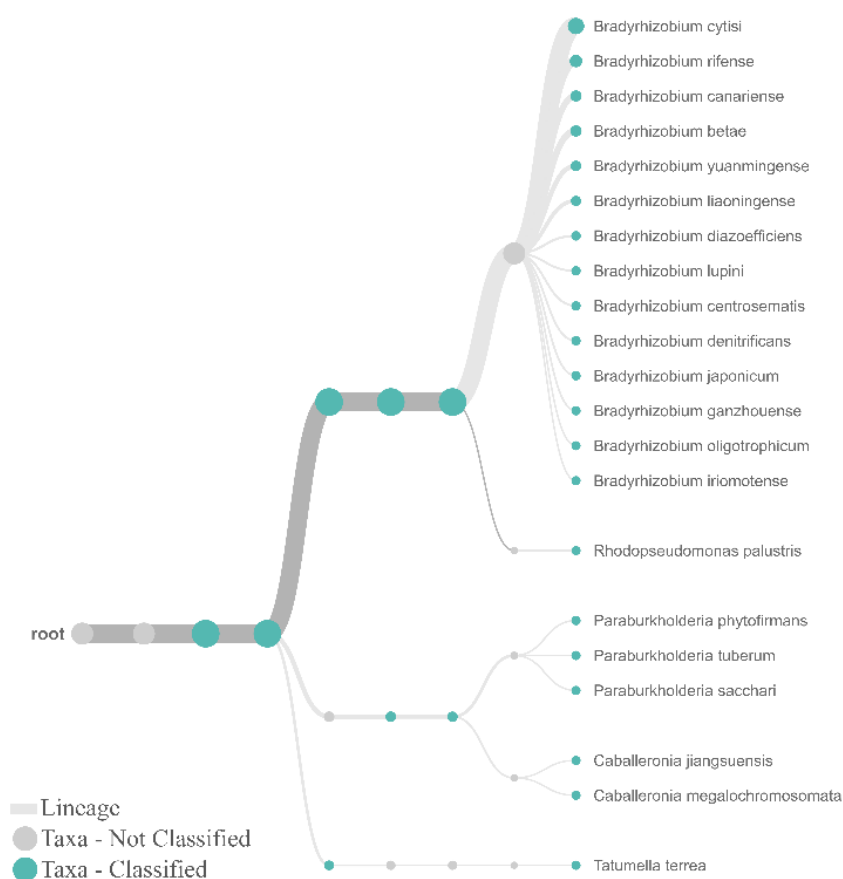 Bradyrhizobium cytisi
Bradyrhizobium rifense
Bradyrhizobium canariense
Bradyrhizobium betae
Bradyrhizobium yuanmingense
Bradyrhizobium liaoningense
Bradyrhizobium diazoefficiens
Bradyrhizobium lupini
Bradyrhizobium centrosematis
Bradyrhizobium denitrificans
Bradyrhizobium japonicum
Bradyrhizobium ganzhouense
Bradyrhizobium oligotrophicum
Bradyrhizobium iriomotense
Rhodopseudomonas palustris
Paraburkholderia phytofirmans
root
Paraburkholderia tuberum
Paraburkholderia sacchari
Caballeronia jiangsuensis
Caballeronia megalochromosomata
Lineage
Taxa - Not Classified
Taxa - Classified
Tatumella terrea